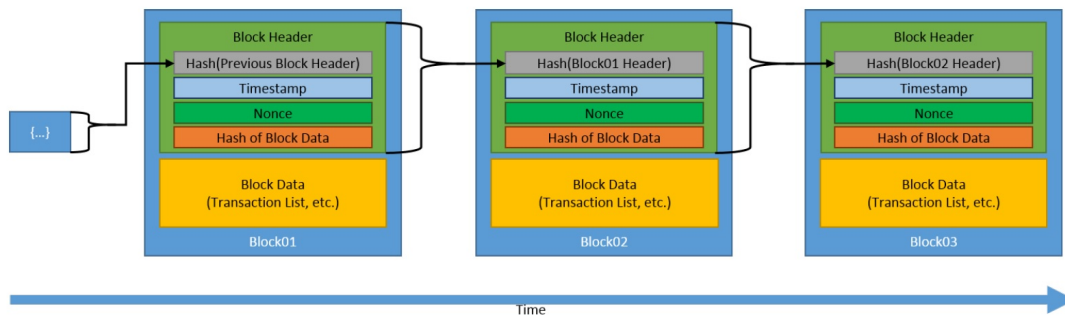 {...}
Block Header
Hash(Previous Block Header)
Timestamp
Nonce
Hash of Block Data
Block Data
(Transaction List, etc.)
Block01
Block Header
Hash(Block01 Header)
Timestamp
Nonce
Hash of Block Data
Block Data
(Transaction List, etc.)
Block02
Block Header
Hash(Block02 Header)
Timestamp
Nonce
Hash of Block Data
Block Data
(Transaction List, etc.)
Block03
Time